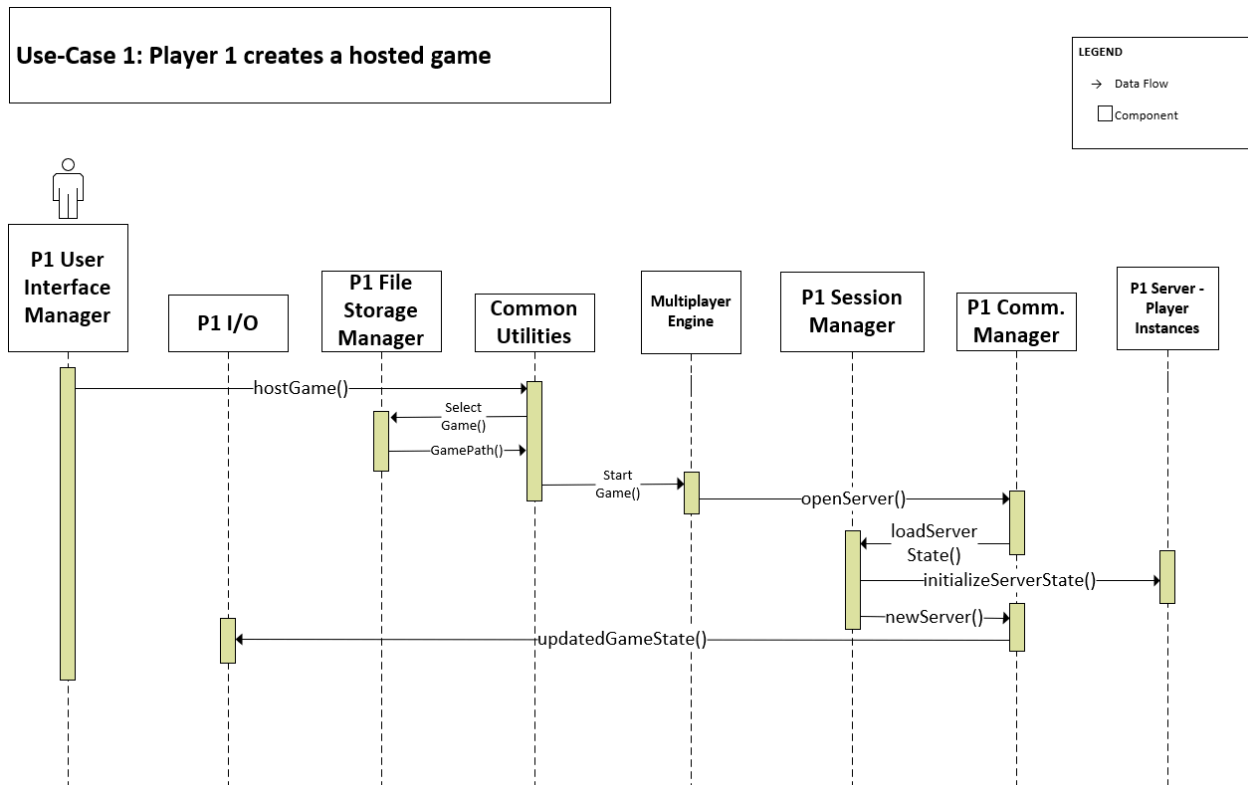 Use-Case 1: Player 1 creates a hosted game
LEGEND
Data Flow
Component
P1 User
Interface
Manager
P1 I/O
P1 File
Storage
Manager
Common
Utilities
Multiplayer
Engine
P1 Session
Manager
P1 Comm.
Manager
P1 Server -
Player
Instances
hostGame()
Select
Game()
GamePath()
Start
Game()
openServer()
loadServer
State()
initializeServerState()
newServer()
updatedGameState()